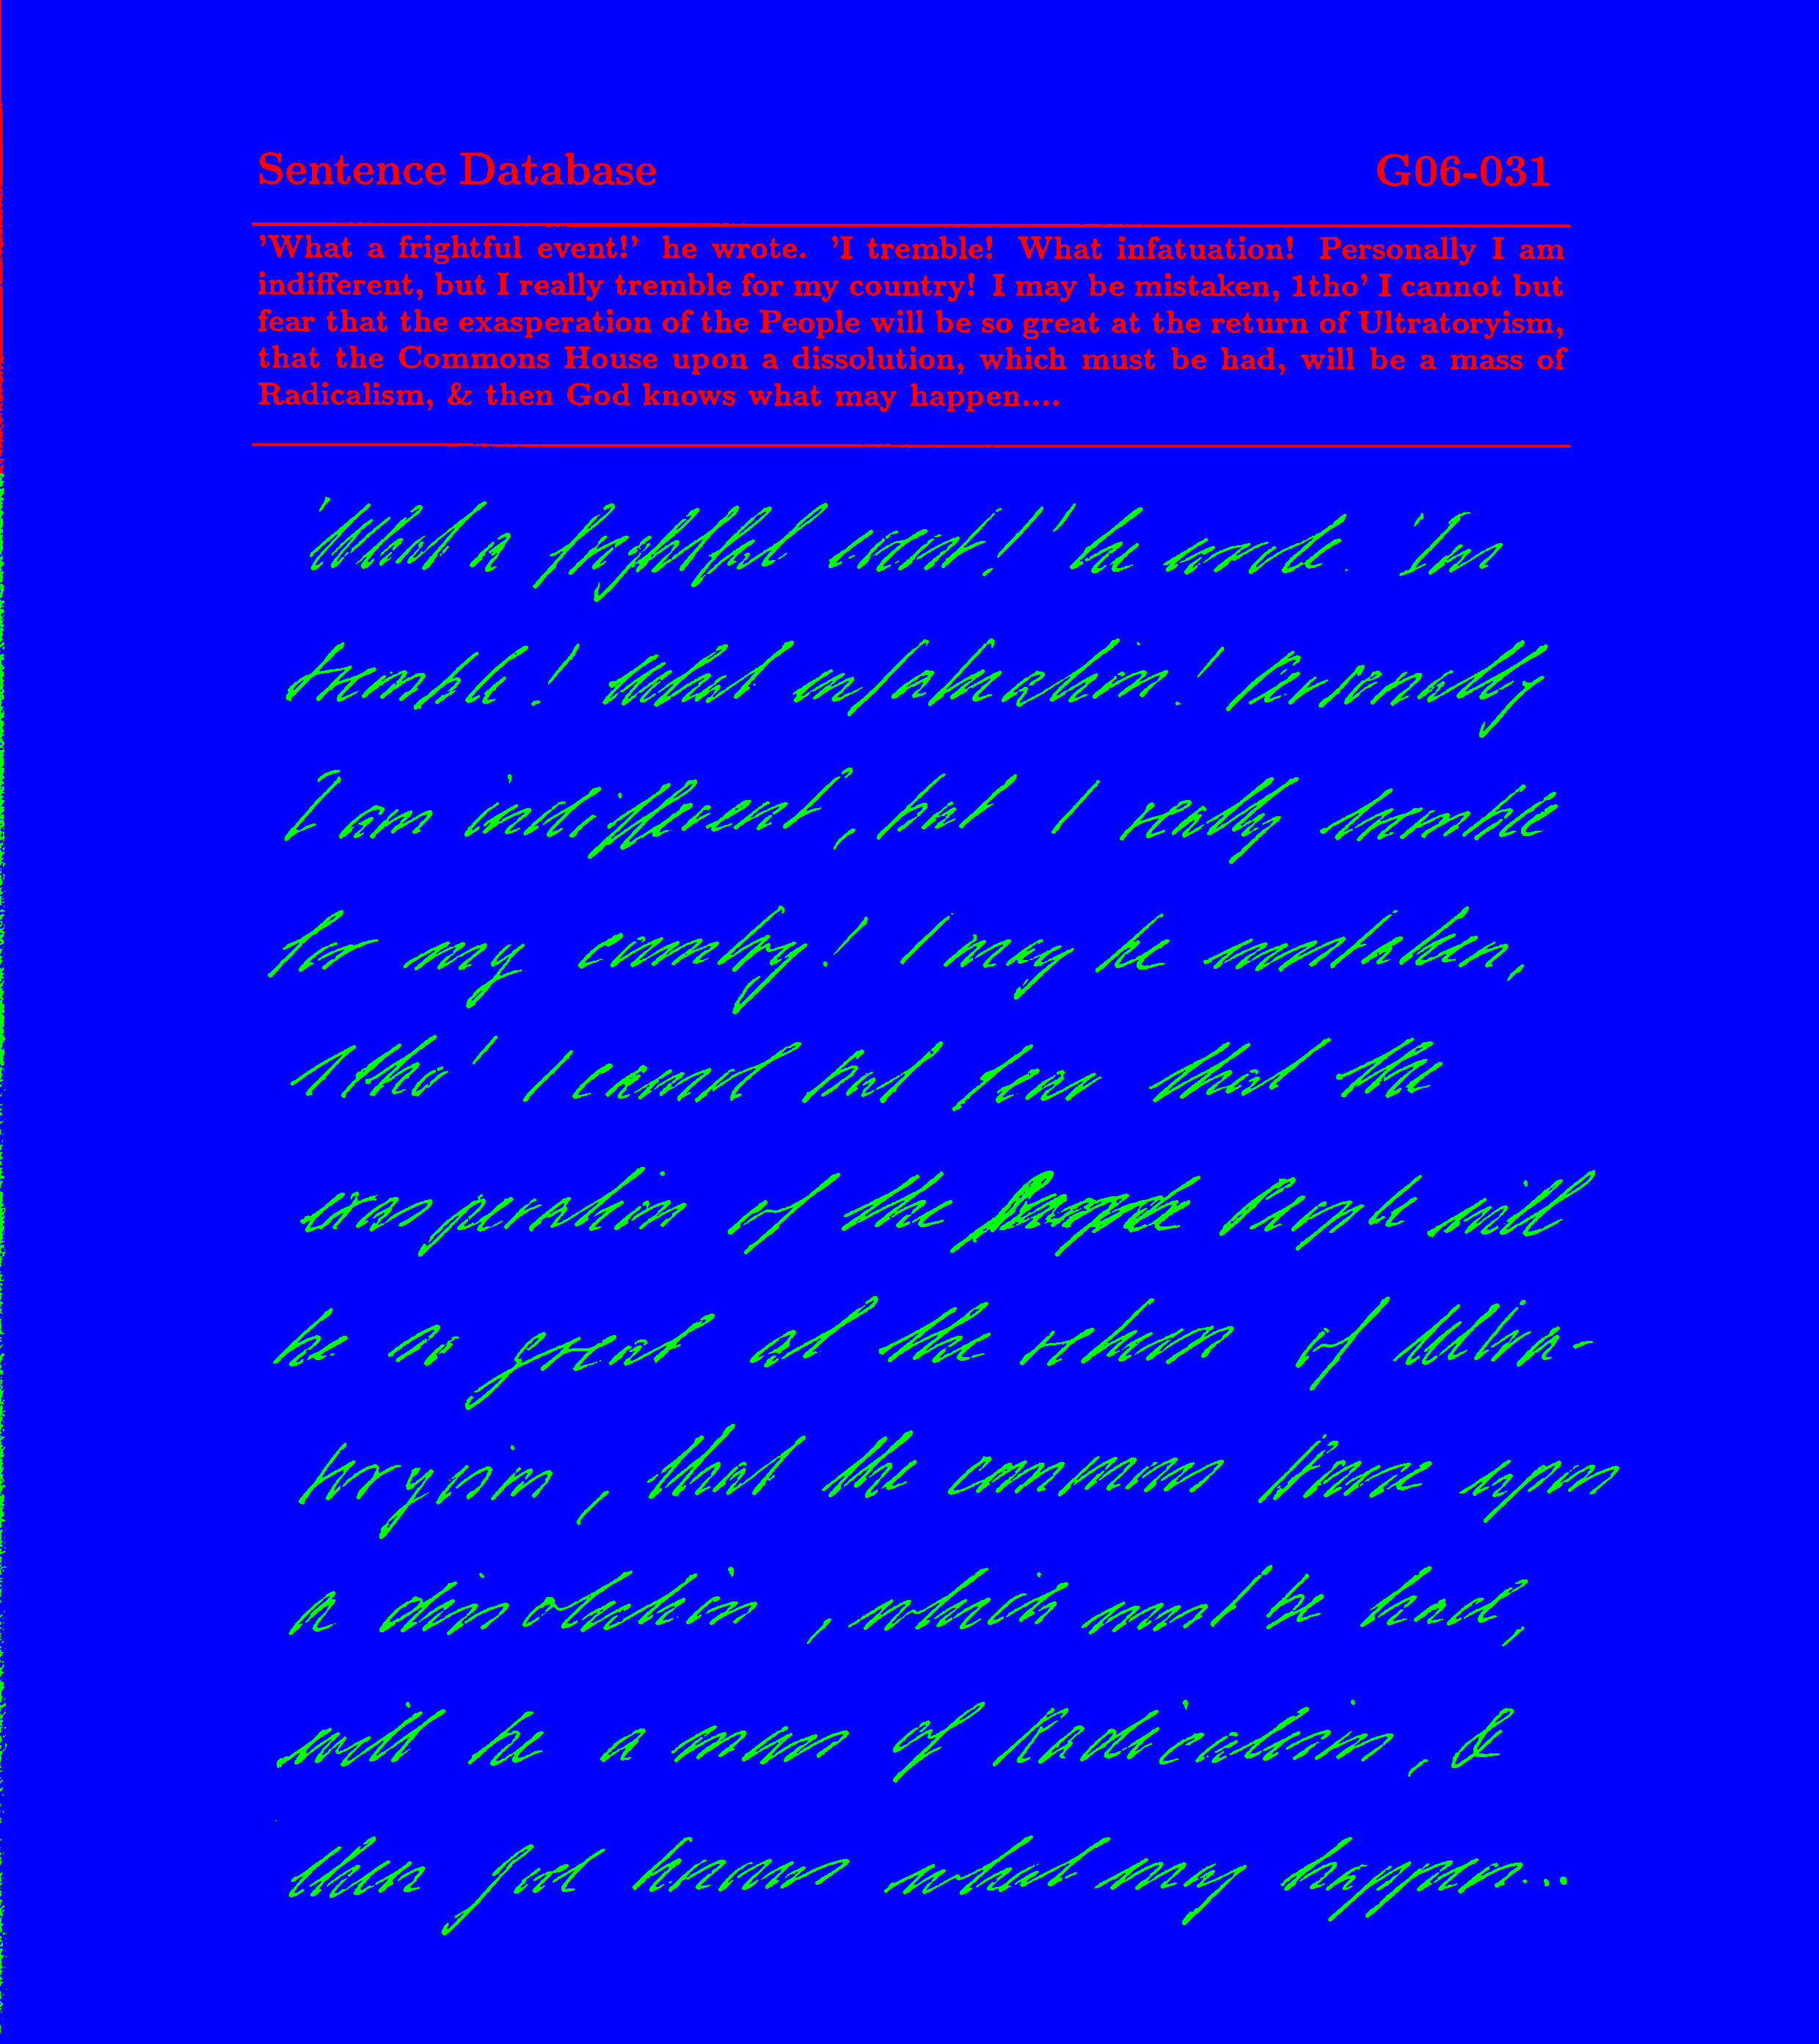 Sentence Database G06-031
'What a frightful event!' he wrote. 'I tremble! What infatuation! Personally I am
indifferent, but I really tremble for my country! I may be mistaken, 1tho' I cannot but
fear that the exasperation of the People will be so great at the return of Ultratoryism,
that the Commons House upon a dissolution, which must be had, will be a mass of
Radicalism, & then God knows what may happen....
'What a frightful event!' he wrote. 'I'm
tremble! What infatuation! Personally
I am indifferent, but I really tremble
for my country! I may be mistaken,
1tho' I cannot but fear that the
exasperation of the People will
be so great at the return of Ultra-
toryism, that the commons House upon
a dissolution, which must be had,
will be a mass of Radicalism, &
then God knows what may happen...